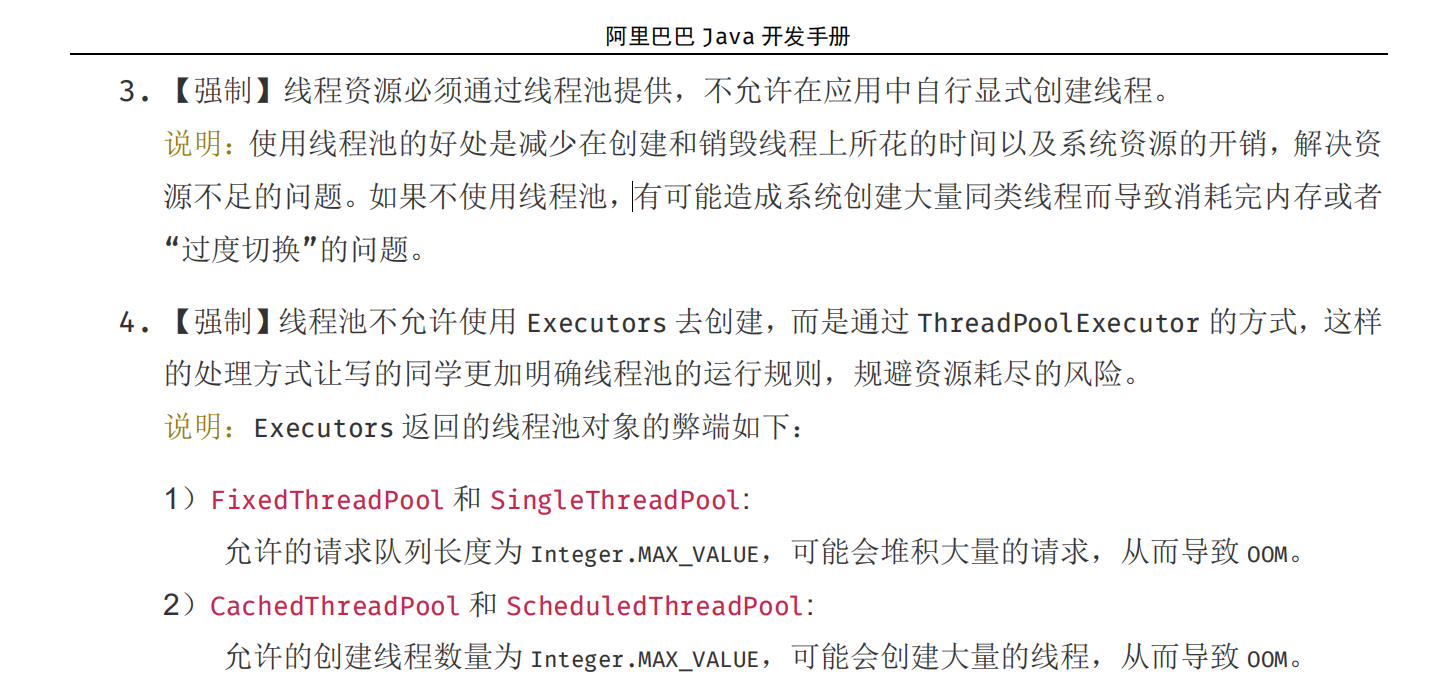 阿里巴巴 Java 开发手册
3. 【强制】线程资源必须通过线程池提供，不允许在应用中自行显式创建线程。
说明：使用线程池的好处是减少在创建和销毁线程上所花的时间以及系统资源的开销，解决资
源不足的问题。如果不使用线程池，有可能造成系统创建大量同类线程而导致消耗完内存或者
“过度切换”的问题。
4. 【强制】线程池不允许使用 Executors 去创建，而是通过 ThreadPoolExecutor 的方式，这样
的处理方式让写的同学更加明确线程池的运行规则，规避资源耗尽的风险。
说明：Executors 返回的线程池对象的弊端如下：
1）FixedThreadPool 和 SingleThreadPool:
允许的请求队列长度为 Integer.MAX_VALUE，可能会堆积大量的请求，从而导致 OOM。
2）CachedThreadPool 和 ScheduledThreadPool:
允许的创建线程数量为 Integer.MAX_VALUE，可能会创建大量的线程，从而导致 OOM。